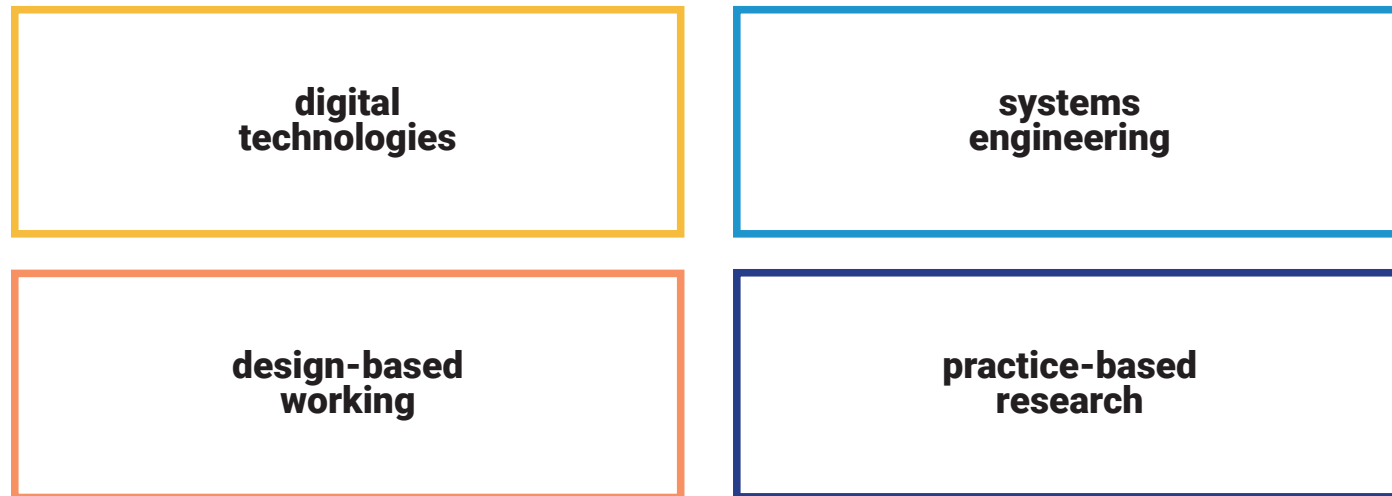 digital
technologies
systems
engineering
design-based
working
practice-based
research